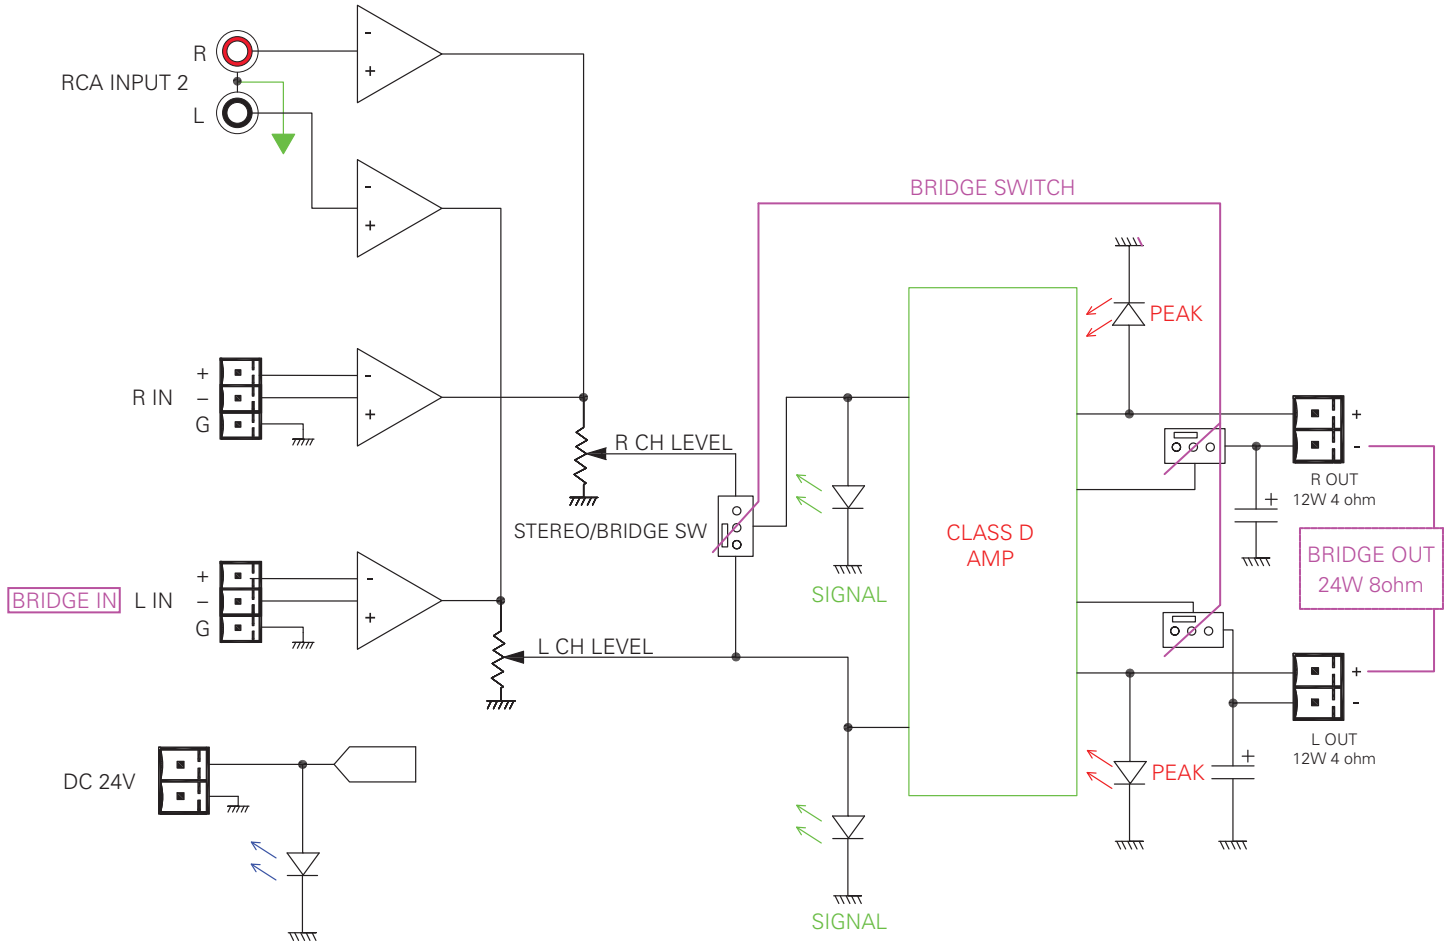 R
RCA INPUT 2
L
-
+
-
+
BRIDGE SWITCH
PEAK
+
R IN
–
G
-
+
R CH LEVEL
+
-
R OUT
12W 4 ohm
+
STEREO/BRIDGE SW
CLASS D
AMP
BRIDGE OUT
24W 8ohm
SIGNAL
BRIDGE IN
L IN
+
–
G
-
+
L CH LEVEL
+
-
L OUT
12W 4 ohm
DC 24V
PEAK
+
SIGNAL